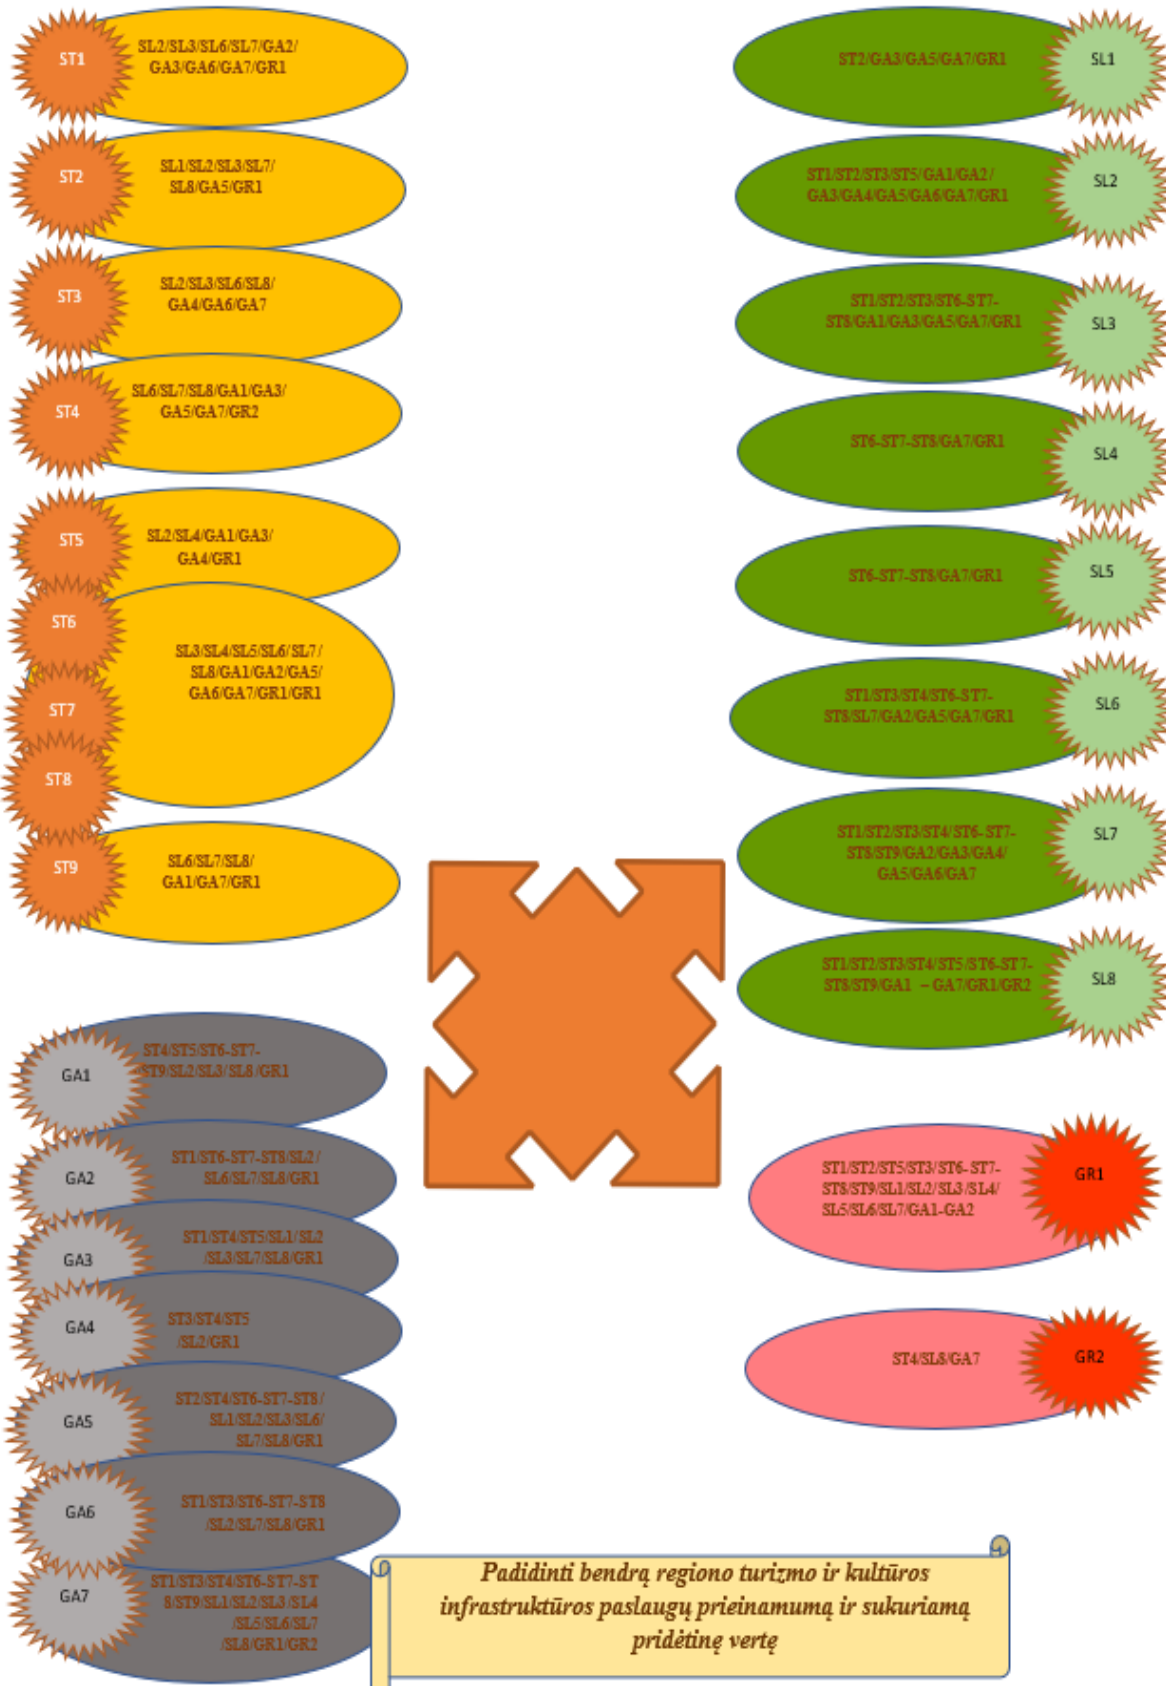 ST1
SL2/SL3/SL6/SL7/GA2/
GA3/GA6/GA7/GR1
ST2
SL1/SL2/SL3/SL7/
SL8/GA5/GR1
ST3
SL2/SL3/SL6/SL8/
GA4/GA6/GA7
ST4
SL6/SL7/SL8/GA1/GA3/
GA5/GA7/GR2
ST5
SL2/SL4/GA1/GA3/
GA4/GR1
ST6
ST7
ST8
SL3/SL4/SL5/SL6/SL7/
SL8/GA1/GA2/GA5/
GA6/GA7/GR1/GR1
ST9
SL6/SL7/SL8/
GA1/GA7/GR1
GA1
ST4/ST5/ST6-ST7-
ST9/SL2/SL3/SL8/GR1
GA2
ST1/ST6-ST7-ST8/SL2/
SL6/SL7/SL8/GR1
GA3
ST1/ST4/ST5/SL1/SL2
/SL3/SL7/SL8/GR1
GA4
ST3/ST4/ST5
/SL2/GR1
GA5
ST2/ST4/ST6-ST7-ST8/
SL1/SL2/SL3/SL6/
SL7/SL8/GR1
GA6
ST1/ST3/ST6-ST7-ST8
/SL2/SL7/SL8/GR1
GA7
ST1/ST3/ST4/ST6-ST7-ST
8/ST9/SL1/SL2/SL3/SL4
/SL5/SL6/SL7
/SL8/GR1/GR2
ST2/GA3/GA5/GA7/GR1
SL1
ST1/ST2/ST3/ST5/GA1/GA2/
GA3/GA4/GA5/GA6/GA7/GR1
SL2
ST1/ST2/ST3/ST6-ST7-
ST8/GA1/GA3/GA5/GA7/GR1
SL3
ST6-ST7-ST8/GA7/GR1
SL4
ST6-ST7-ST8/GA7/GR1
SL5
ST1/ST3/ST4/ST6-ST7-
ST8/SL7/GA2/GA5/GA7/GR1
SL6
ST1/ST2/ST3/ST4/ST6-ST7-
ST8/ST9/GA2/GA3/GA4/
GA5/GA6/GA7
SL7
ST1/ST2/ST3/ST4/ST5/ST6-ST7-
ST8/ST9/GA1 – GA7/GR1/GR2
SL8
ST1/ST2/ST5/ST3/ST6-ST7-
ST8/ST9/SL1/SL2/SL3/SL4/
SL5/SL6/SL7/GA1-GA2
GR1
ST4/SL8/GA7
GR2
Padidinti bendrą regiono turizmo ir kultūros
infrastruktūros paslaugų prieinamumą ir sukuriamą
pridėtinę vertę